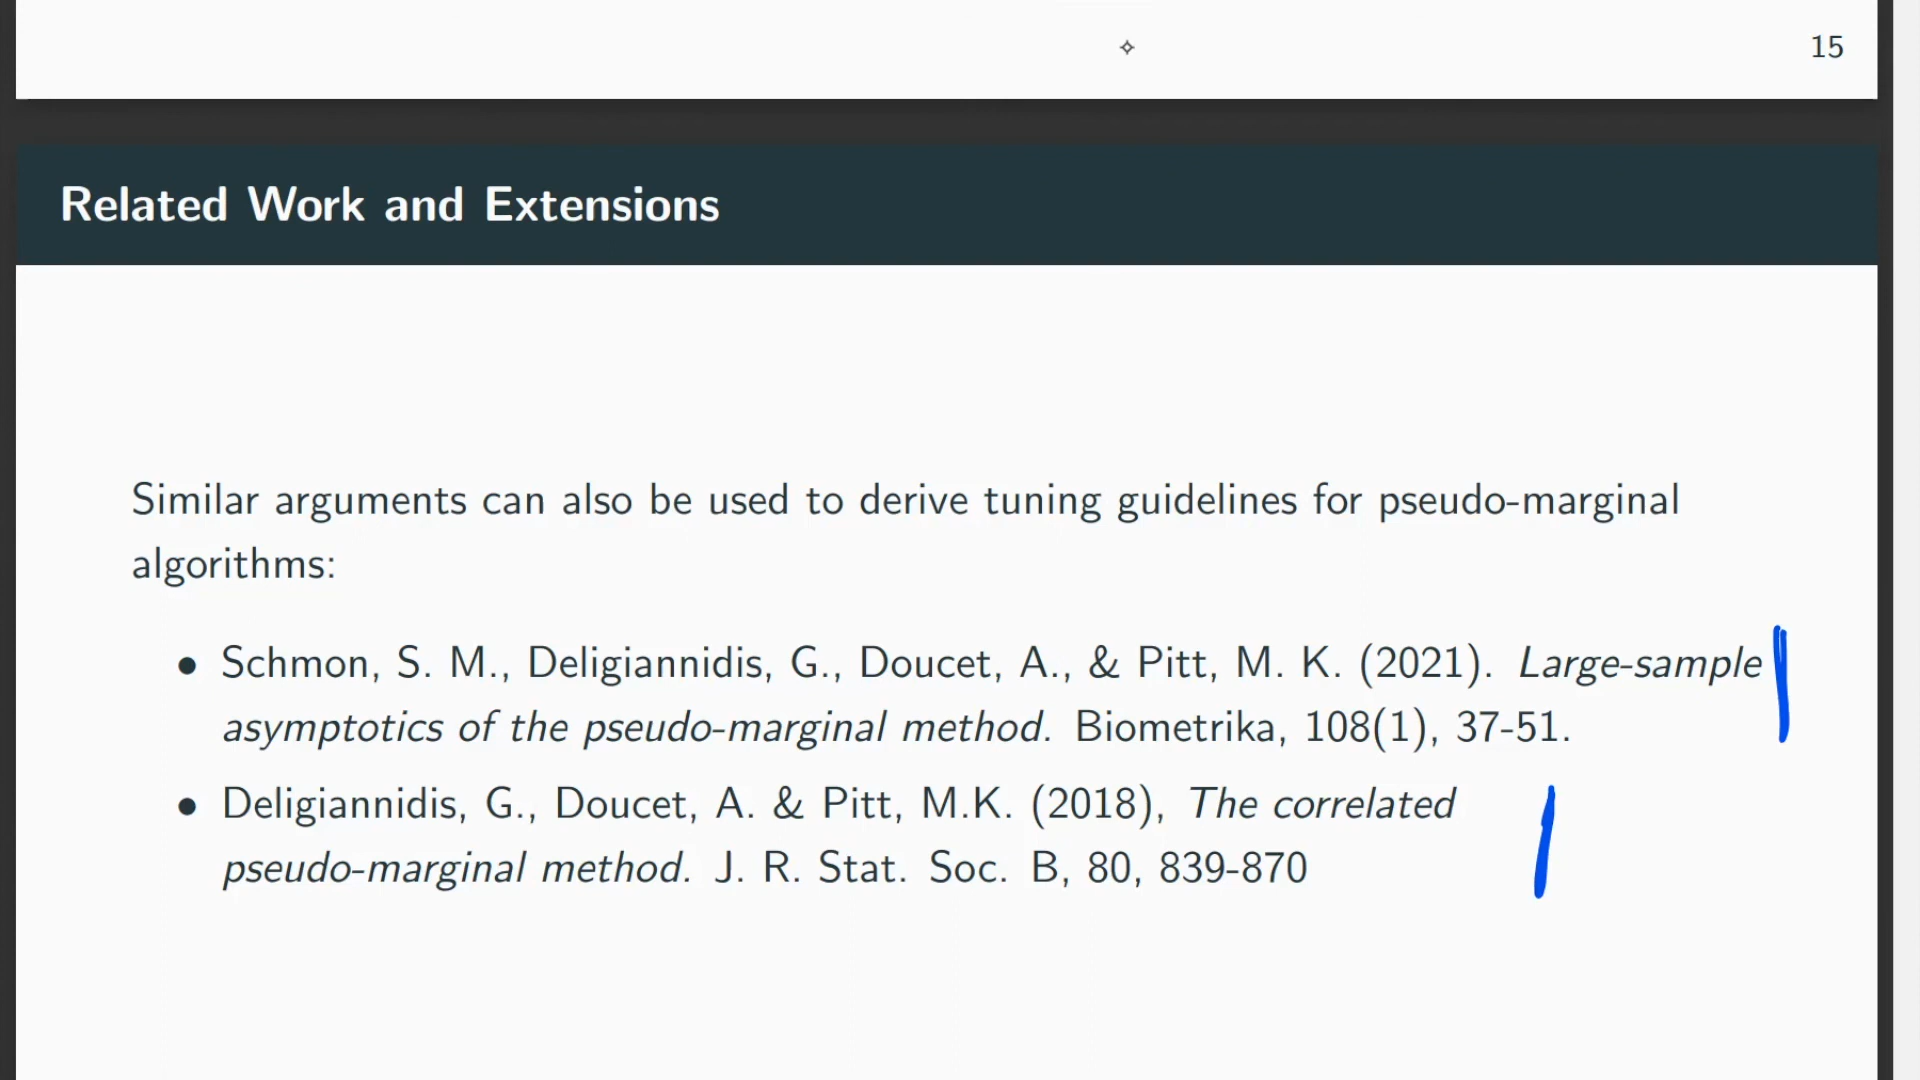 15
Related Work and Extensions
Similar arguments can also be used to derive tuning guidelines for pseudo-marginal
algorithms:
• Schmon, S. M., Deligiannidis, G., Doucet, A., & Pitt, M. K. (2021). Large-sample
asymptotics of the pseudo-marginal method. Biometrika, 108(1), 37-51.
• Deligiannidis, G., Doucet, A. & Pitt, M.K. (2018), The correlated
pseudo-marginal method. J. R. Stat. Soc. B, 80, 839-870